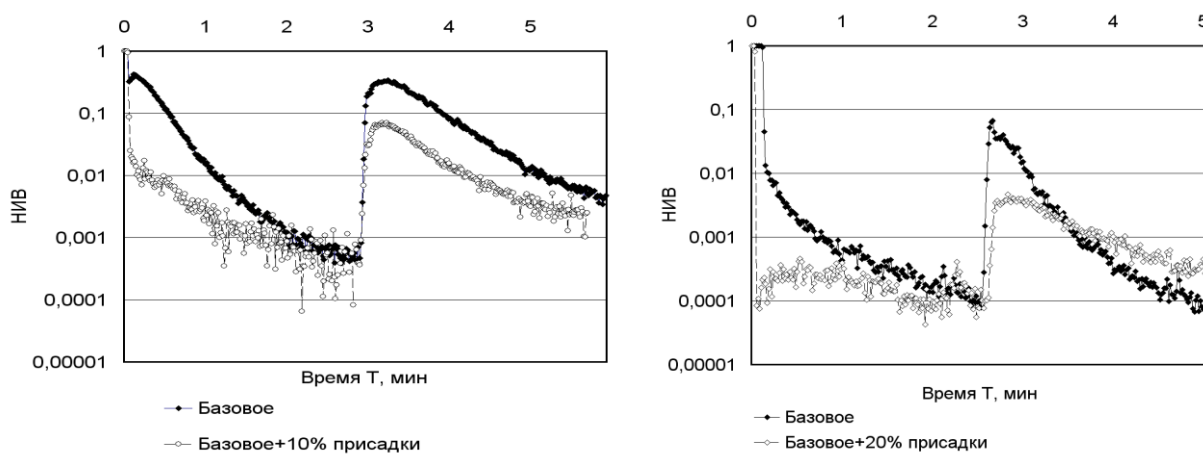 0 1 2 3 4 5
1
0,1
0,01
0,001
0,0001
0,00001
НИВ
Время Т, мин
Базовое
Базовое+10% присадки
0 1 2 3 4 5
1
0,1
0,01
0,001
0,0001
0,00001
НИВ
Время Т, мин
Базовое
Базовое+20% присадки